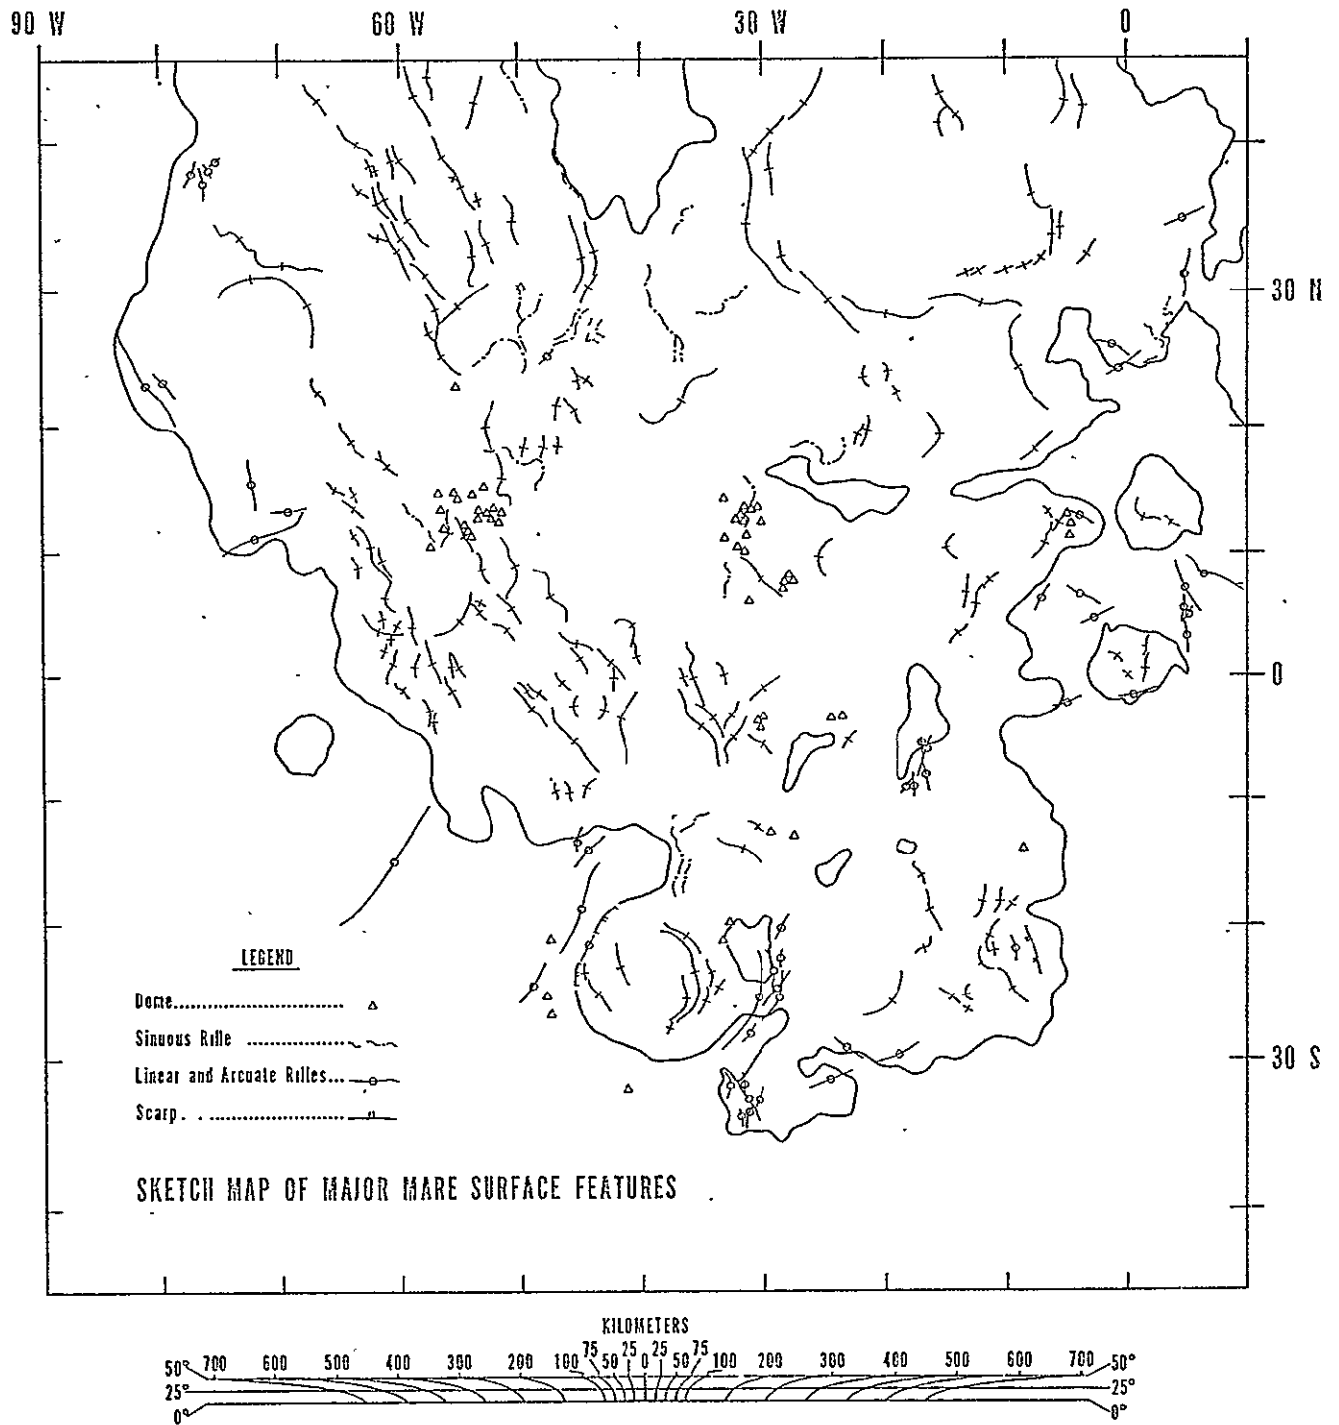 90 W 60 W 30 W 0
30 N
0
LEGEND
Dome
Sinuous Rille
Linear and Arcuate Rilles...
Scarp
30 S
SKETCH MAP OF MAJOR MARE SURFACE FEATURES
KILOMETERS
50° 700 600 500 400 300 200 100 75 50 25 0 25 50 75 100 200 300 400 500 600 700 50°
25° 25°
0° 0°